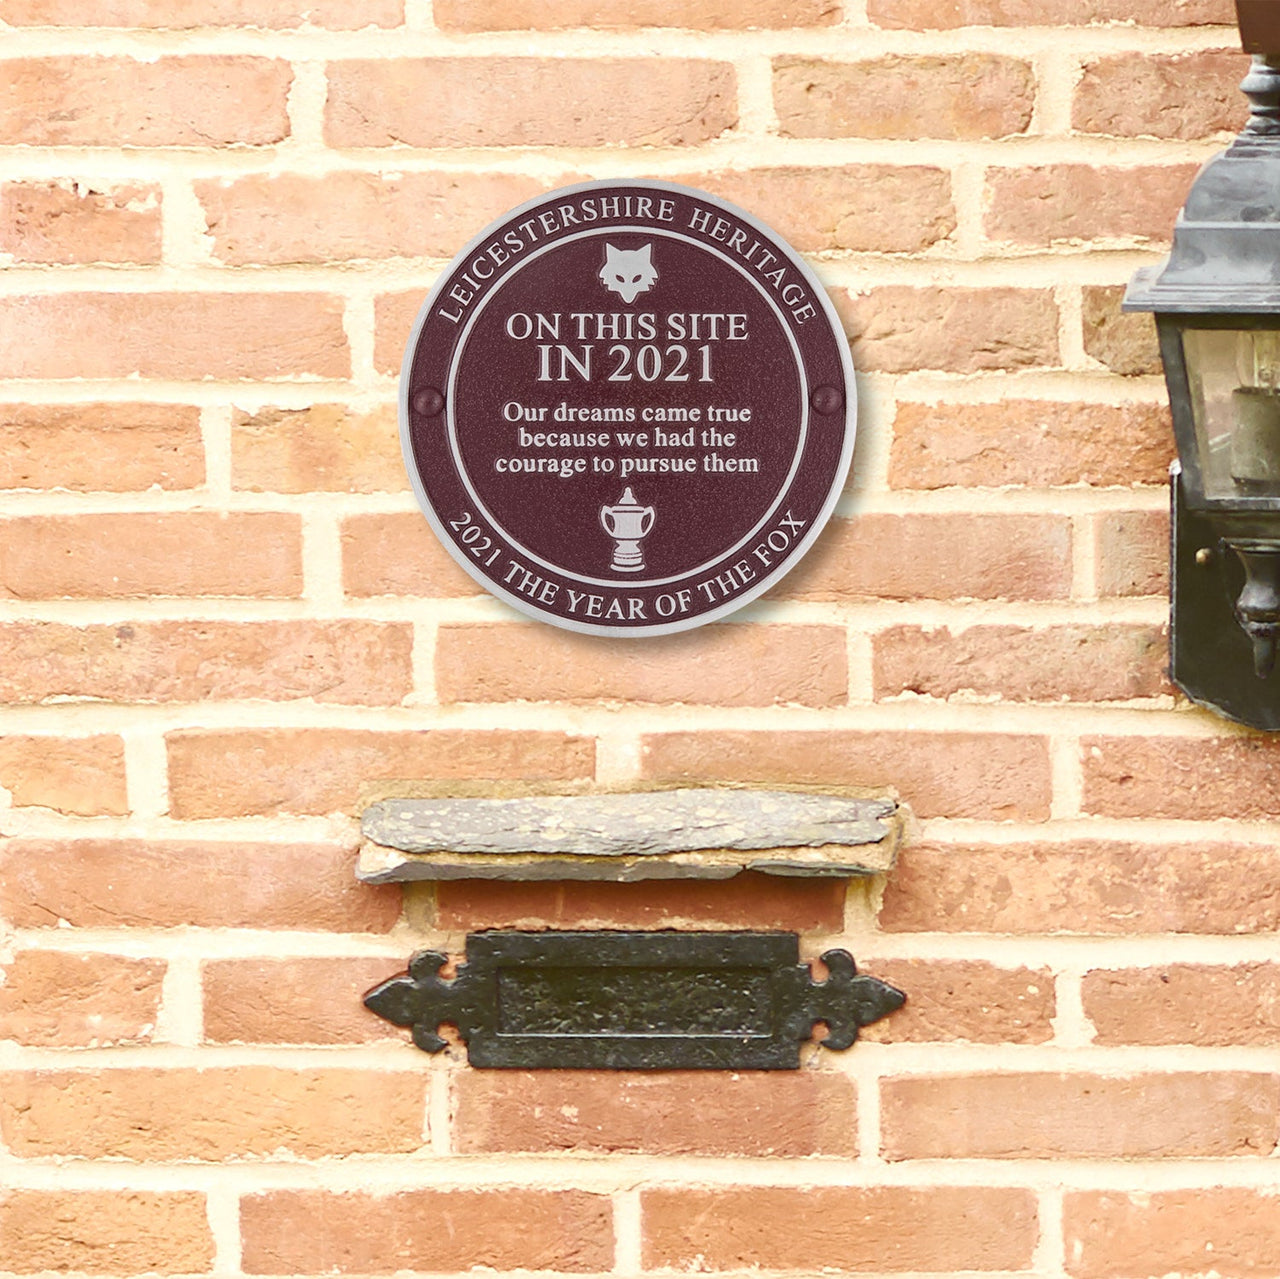 LEICESTERSHIRE HERITAGE
ON THIS SITE
IN 2021
Our dreams came true
because we had the
courage to pursue them
2021 THE YEAR OF THE FOX